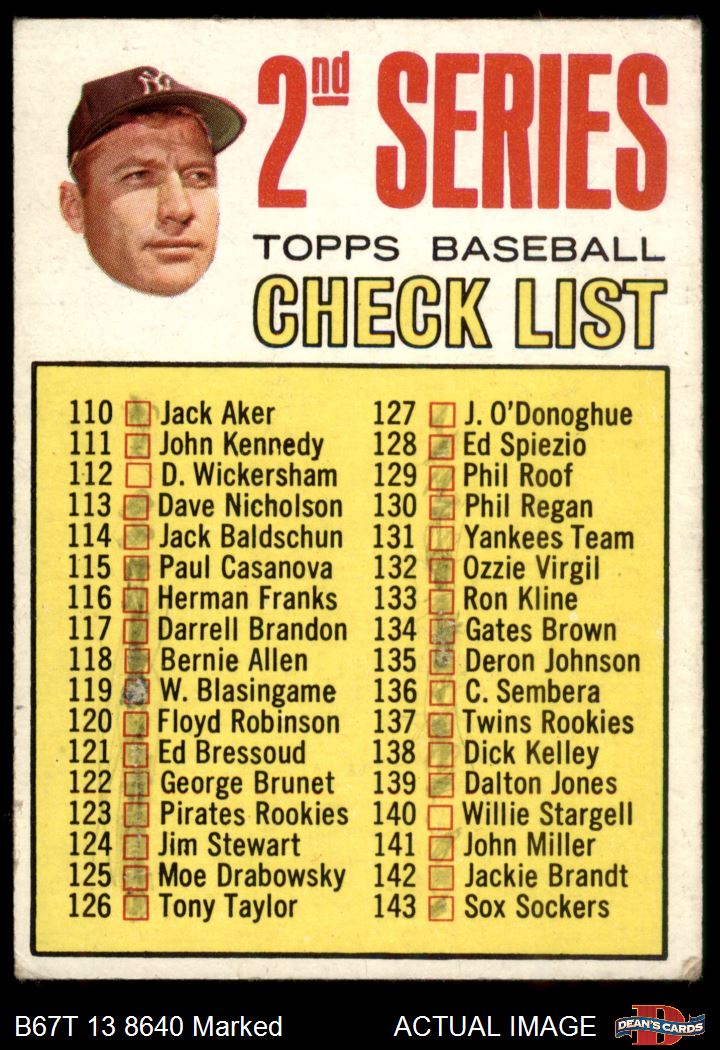 NY
2nd SERIES
TOPPS BASEBALL
CHECK LIST
110 Jack Aker
111 John Kennedy
112 D. Wickersham
113 Dave Nicholson
114 Jack Baldschun
115 Paul Casanova
116 Herman Franks
117 Darrell Brandon
118 Bernie Allen
119 W. Blasingame
120 Floyd Robinson
121 Ed Bressoud
122 George Brunet
123 Pirates Rookies
124 Jim Stewart
125 Moe Drabowsky
126 Tony Taylor
127 J. O'Donoghue
128 Ed Spiezio
129 Phil Roof
130 Phil Regan
131 Yankees Team
132 Ozzie Virgil
133 Ron Kline
134 Gates Brown
135 Deron Johnson
136 C. Sembera
137 Twins Rookies
138 Dick Kelley
139 Dalton Jones
140 Willie Stargell
141 John Miller
142 Jackie Brandt
143 Sox Sockers
B67T 13 8640 Marked
ACTUAL IMAGE
D
DEAN'S CARDS